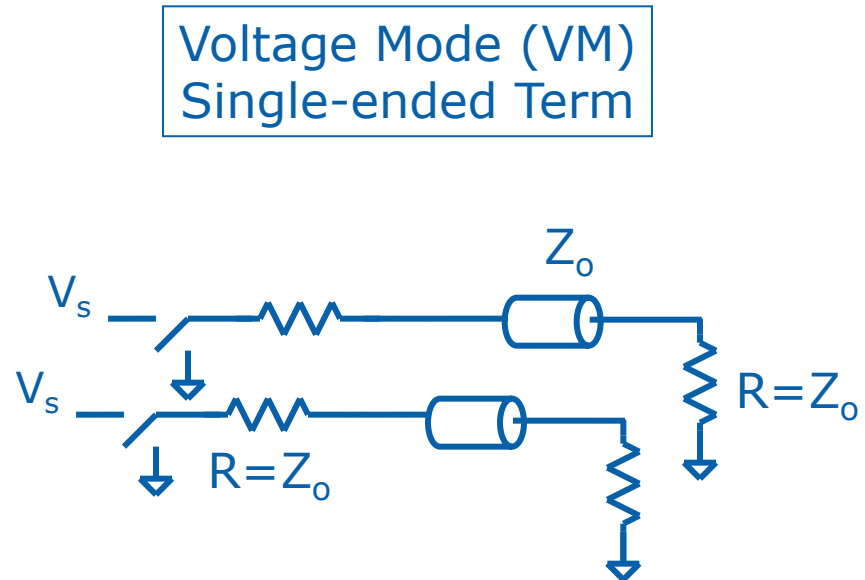 Voltage Mode (VM)
Single-ended Term
Zₒ
Vₛ
Vₛ
R=Zₒ
R=Zₒ